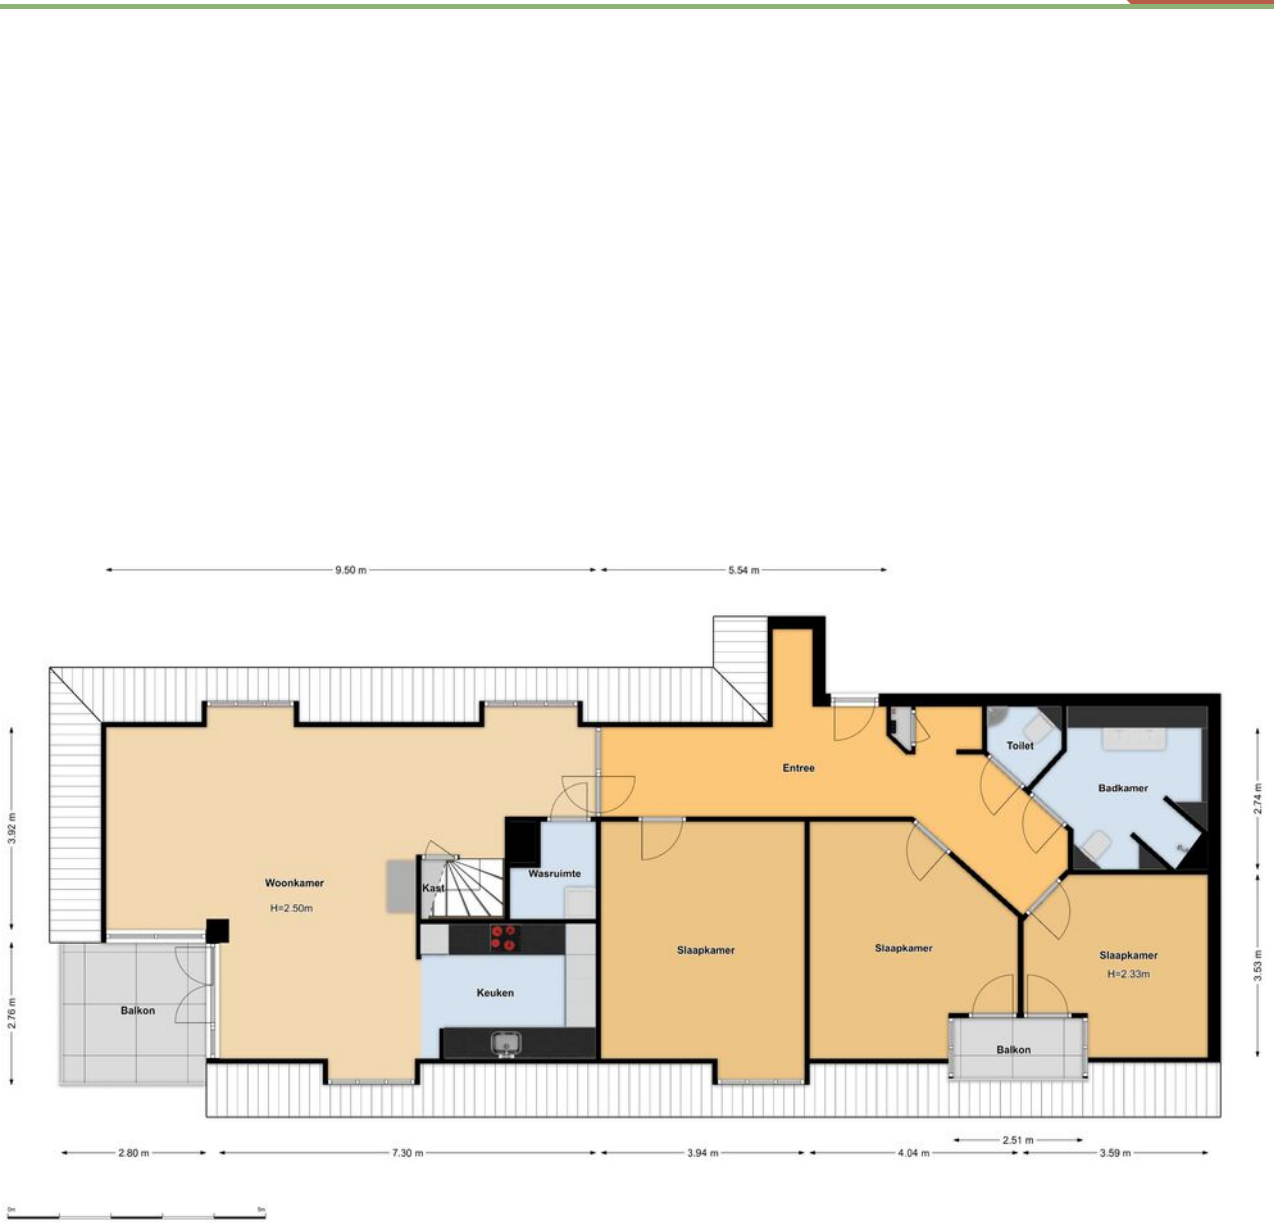 9.50 m
5.54 m
Toilet
Entree
Badkamer
3.92 m
2.74 m
Woonkamer
H=2.50m
Kast
Wasruimte
Slaapkamer
Slaapkamer
Slaapkamer
H=2.33m
3.53 m
Keuken
2.76 m
Balkon
Balkon
2.51 m
2.80 m
7.30 m
3.94 m
4.04 m
3.59 m
0m
5m